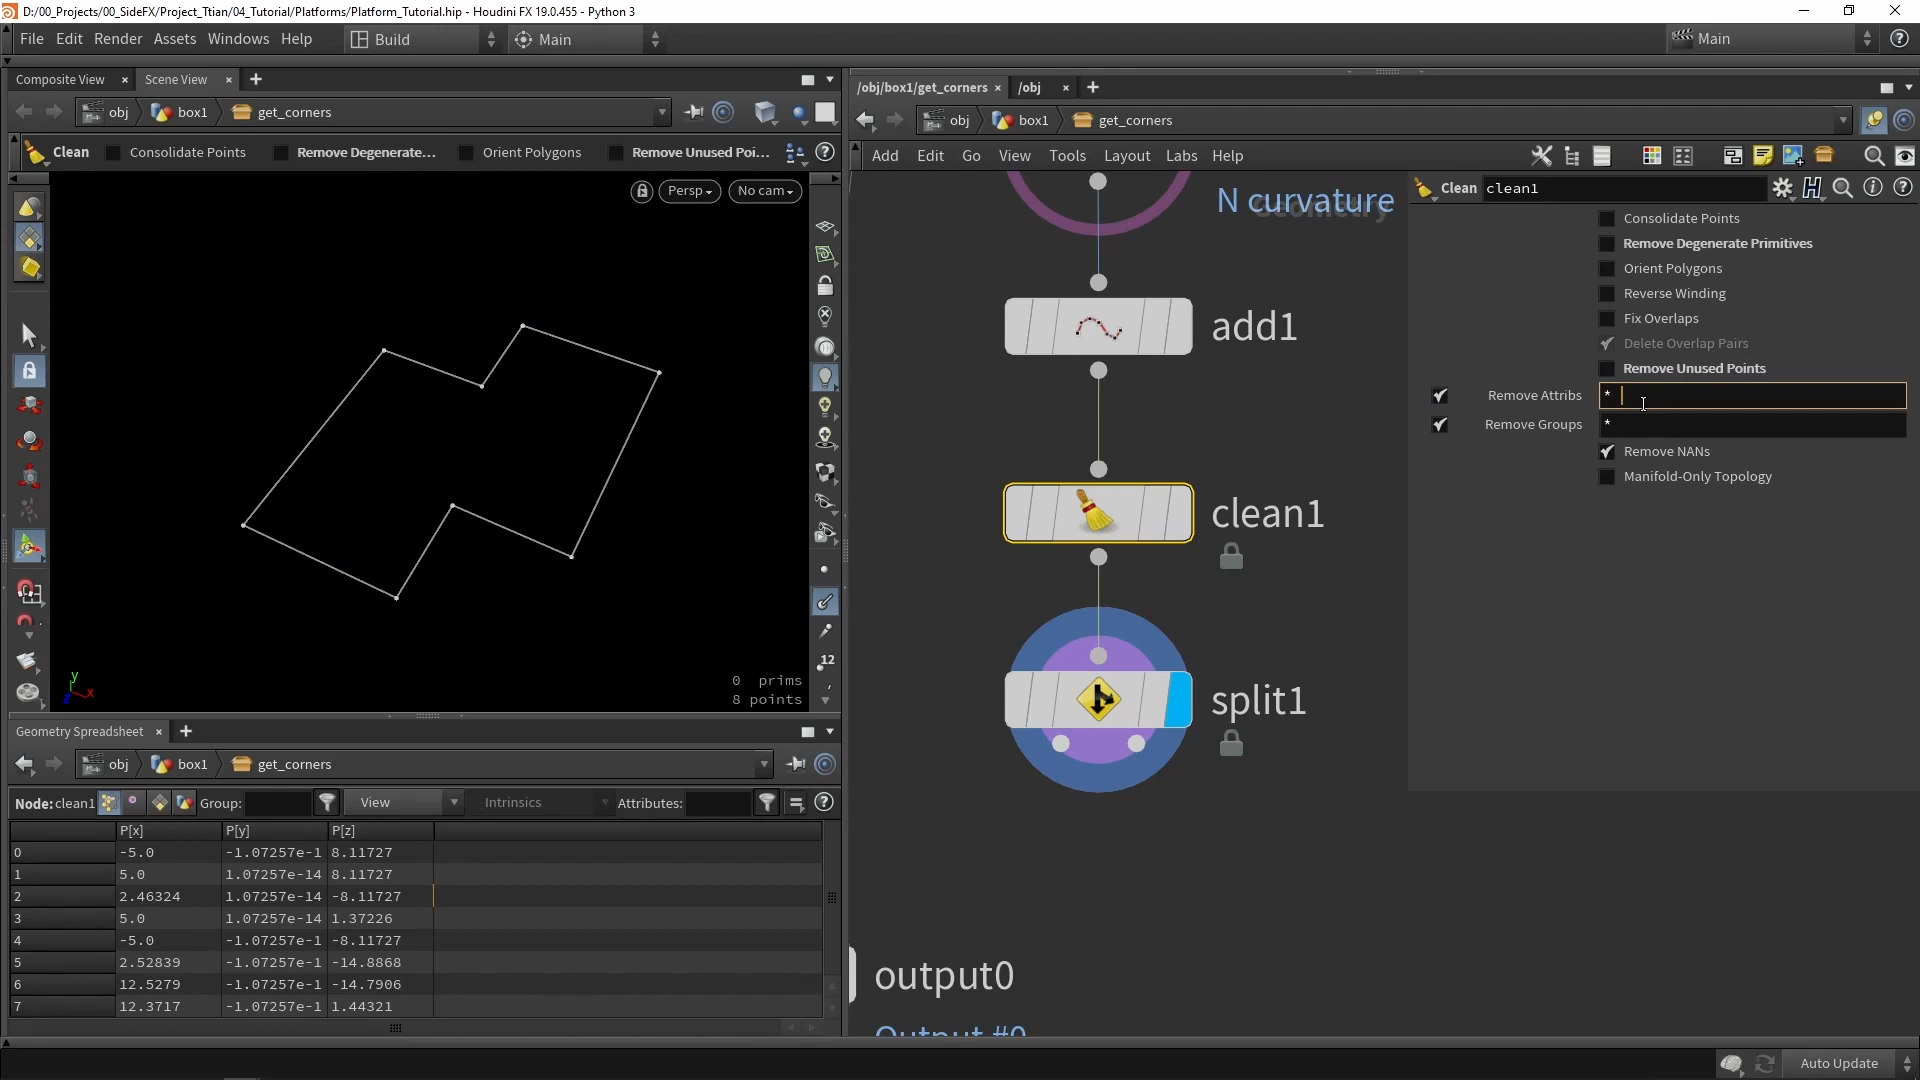 D:/00_Projects/00_SideFX/Project_Ttian/04_Tutorial/Platforms/Platform_Tutorial.hip - Houdini FX 19.0.455 - Python 3
File Edit Render Assets Windows Help Build Main Main
Composite View × Scene View × +
obj box1 get_corners
Clean Consolidate Points Remove Degenerate... Orient Polygons Remove Unused Poi...
Persp No cam
12
y
x
z
0 prims
8 points
Geometry Spreadsheet × +
obj box1 get_corners
Node:clean1 Group: View Intrinsics Attributes:
P[x] P[y] P[z]
0 -5.0 -1.07257e-1 8.11727
1 5.0 1.07257e-14 8.11727
2 2.46324 1.07257e-14 -8.11727
3 5.0 1.07257e-14 1.37226
4 -5.0 -1.07257e-1 -8.11727
5 2.52839 -1.07257e-1 -14.8868
6 12.5279 -1.07257e-1 -14.7906
7 12.3717 -1.07257e-1 1.44321
/obj/box1/get_corners × /obj × +
obj box1 get_corners
Add Edit Go View Tools Layout Labs Help
N curvature
Geometry
add1
clean1
split1
output0
Output #0
Clean clean1
Consolidate Points
Remove Degenerate Primitives
Orient Polygons
Reverse Winding
Fix Overlaps
Delete Overlap Pairs
Remove Unused Points
Remove Attribs *
Remove Groups *
Remove NANs
Manifold-Only Topology
Auto Update